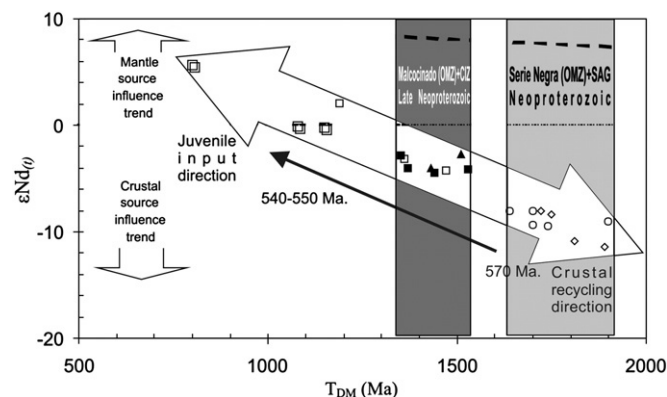 10
0
-10
-20
εNd(t)
Mantle
source
influence
trend
Crustal
source
influence
trend
Juvenile
input
direction
540-550 Ma.
Malcocinado (OMZ)+CIZ
Late Neoproterozoic
Serie Negra (OMZ)+SAG
Neoproterozoic
570 Ma.
Crustal
recycling
direction
500
1000
1500
2000
TDM (Ma)